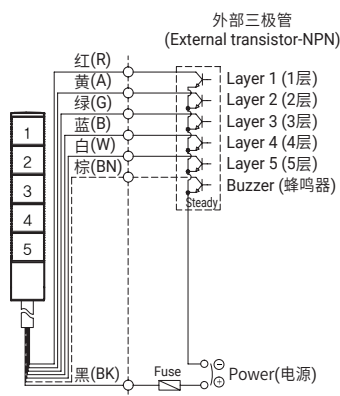 外部三极管
(External transistor-NPN)
红(R)
黄(A)
绿(G)
蓝(B)
白(W)
棕(BN)
Layer 1 (1层)
Layer 2 (2层)
Layer 3 (3层)
Layer 4 (4层)
Layer 5 (5层)
Buzzer (蜂鸣器)
Steady
1
2
3
4
5
黑(BK)
Fuse
Power(电源)